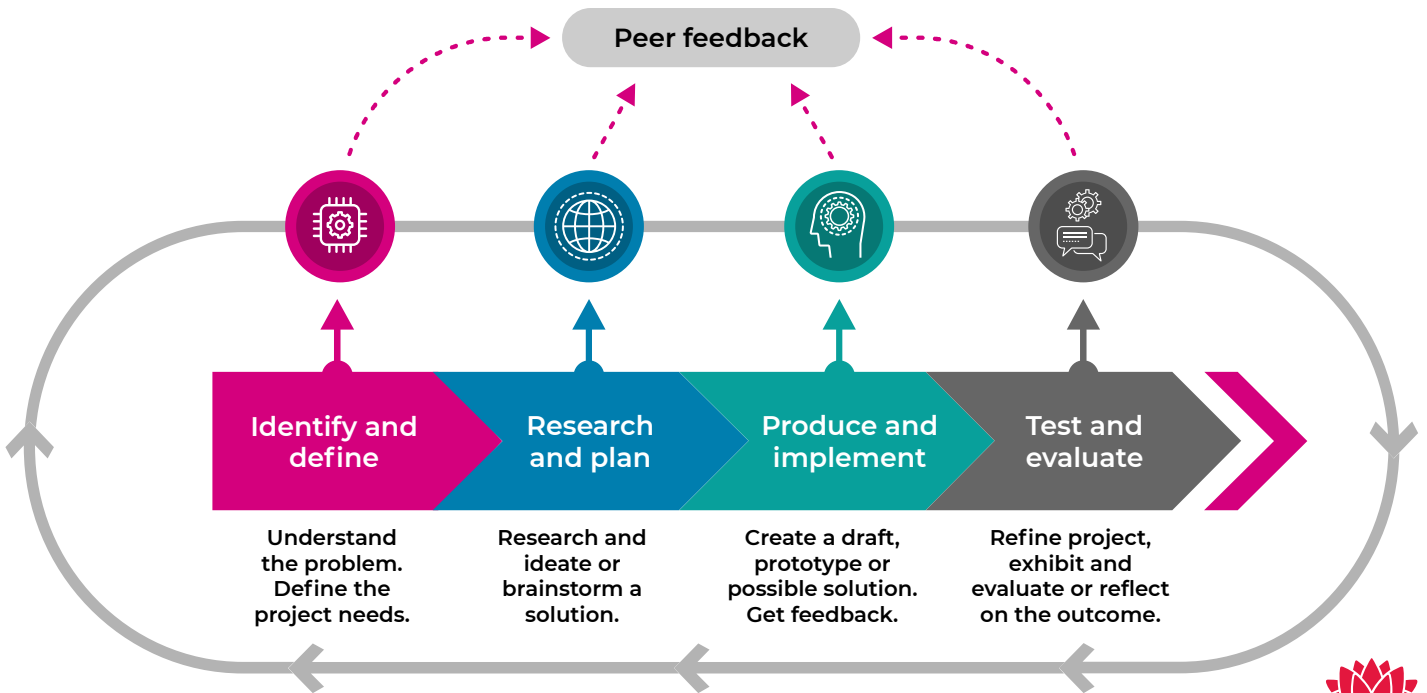 Peer feedback
Identify and
define
Research
and plan
Produce and
implement
Test and
evaluate
Understand
the problem.
Define the
project needs.
Research and
ideate or
brainstorm a
solution.
Create a draft,
prototype or
possible solution.
Get feedback.
Refine project,
exhibit and
evaluate or reflect
on the outcome.